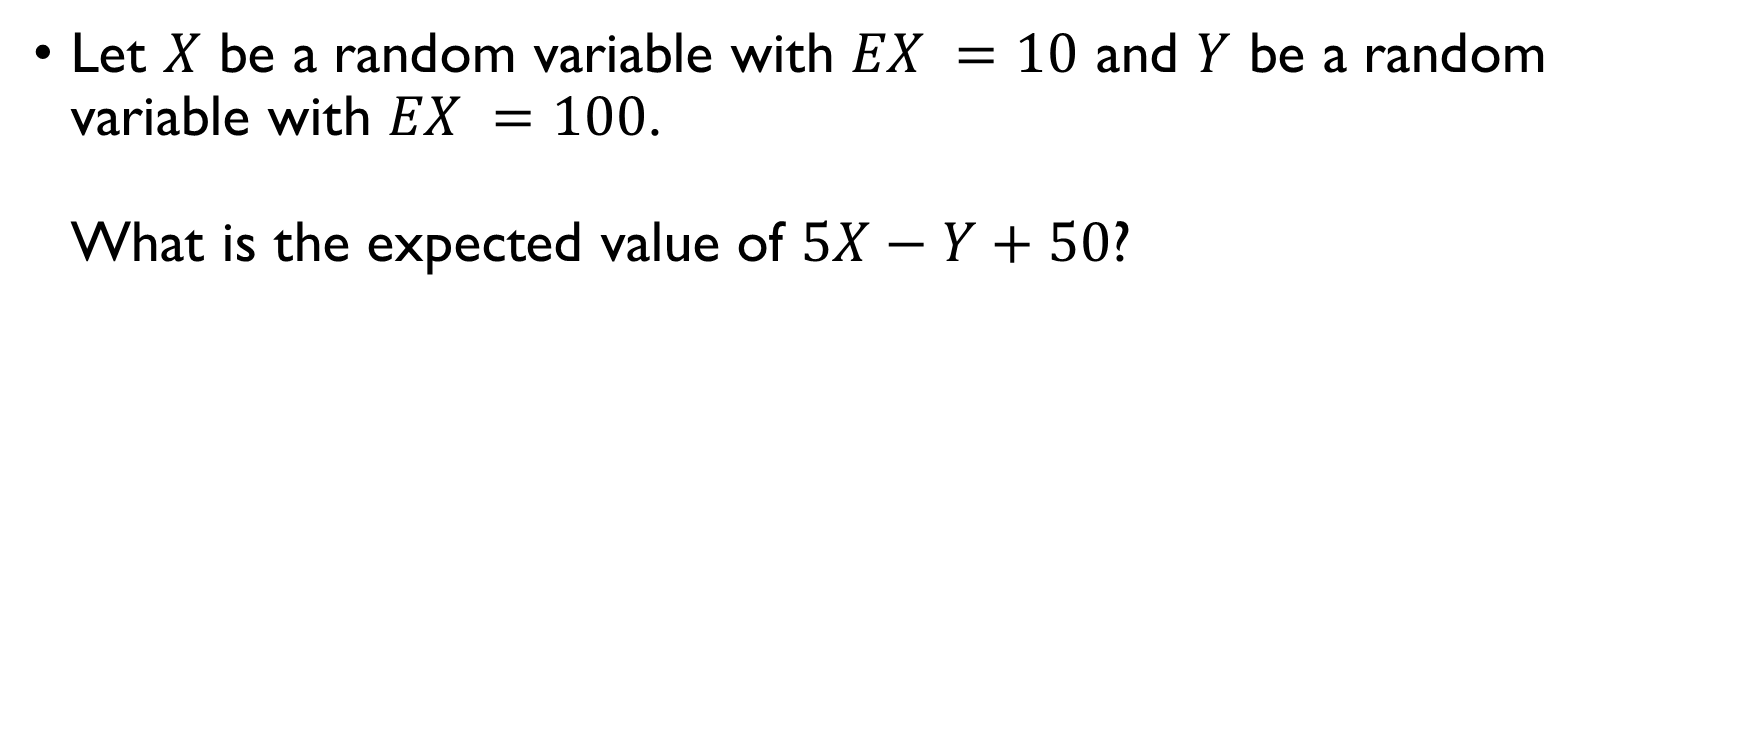 • Let X be a random variable with EX = 10 and Y be a random
variable with EX = 100.
What is the expected value of 5X − Y + 50?